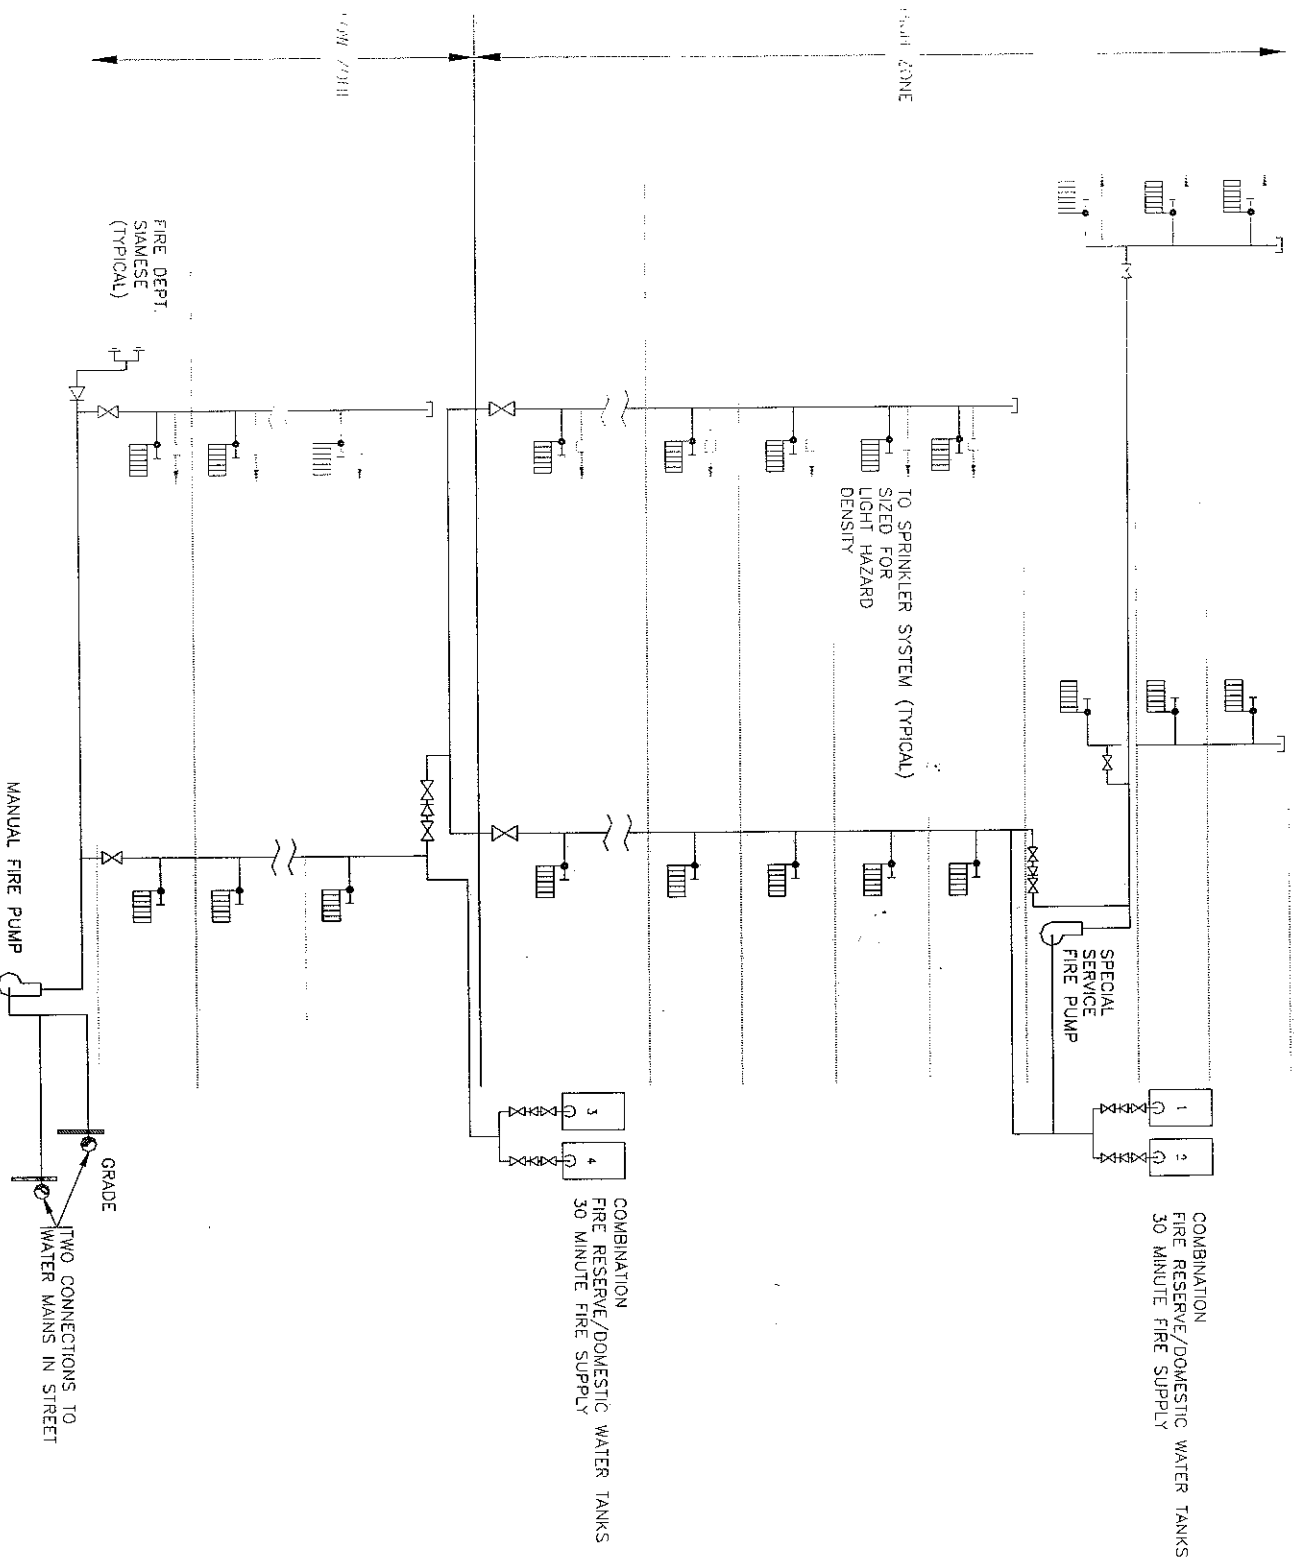 COMBINATION
FIRE RESERVE/DOMESTIC WATER TANKS
30 MINUTE FIRE SUPPLY
1
2
SPECIAL
SERVICE
FIRE PUMP
TO SPRINKLER SYSTEM (TYPICAL)
SIZED FOR
LIGHT HAZARD
DENSITY
ZONE
COMBINATION
FIRE RESERVE/DOMESTIC WATER TANKS
30 MINUTE FIRE SUPPLY
3
4
FIRE DEPT.
SIAMESE
(TYPICAL)
GRADE
TWO CONNECTIONS TO
WATER MAINS IN STREET
MANUAL FIRE PUMP